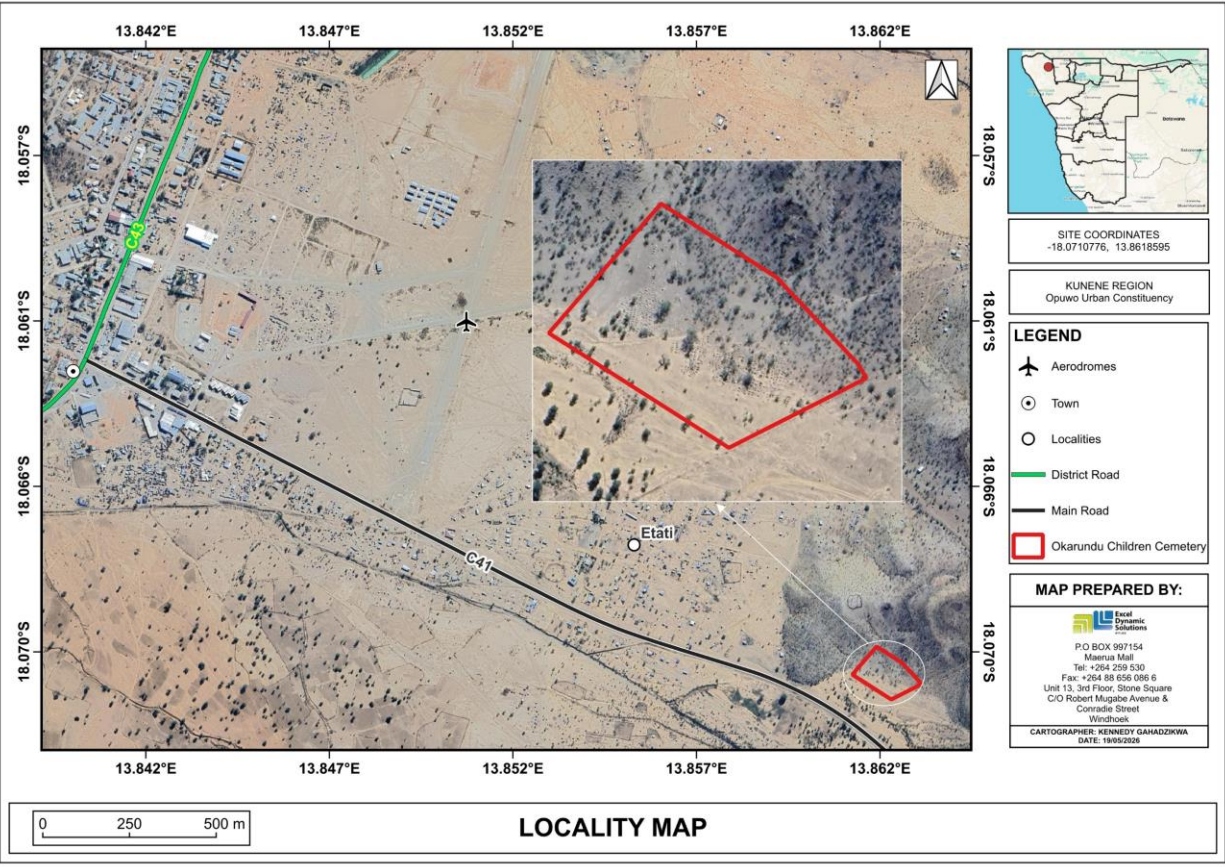 13.842°E 13.847°E 13.852°E 13.857°E 13.862°E
18.057°S
18.061°S
18.066°S
18.070°S
C43
C41
Etati
18.057°S
18.061°S
18.066°S
18.070°S
13.842°E 13.847°E 13.852°E 13.857°E 13.862°E
Botswana
SITE COORDINATES
-18.0710776, 13.8618595
KUNENE REGION
Opuwo Urban Constituency
LEGEND
Aerodromes
Town
Localities
District Road
Main Road
Okarundu Children Cemetery
MAP PREPARED BY:
Excel
Dynamic
Solutions
P.O BOX 997154
Maerua Mall
Tel: +264 259 530
Fax: +264 88 656 086 6
Unit 13, 3rd Floor, Stone Square
C/O Robert Mugabe Avenue &
Conradie Street
Windhoek
CARTOGRAPHER: KENNEDY GAHADZIKWA
DATE: 19/05/2026
0 250 500 m
LOCALITY MAP